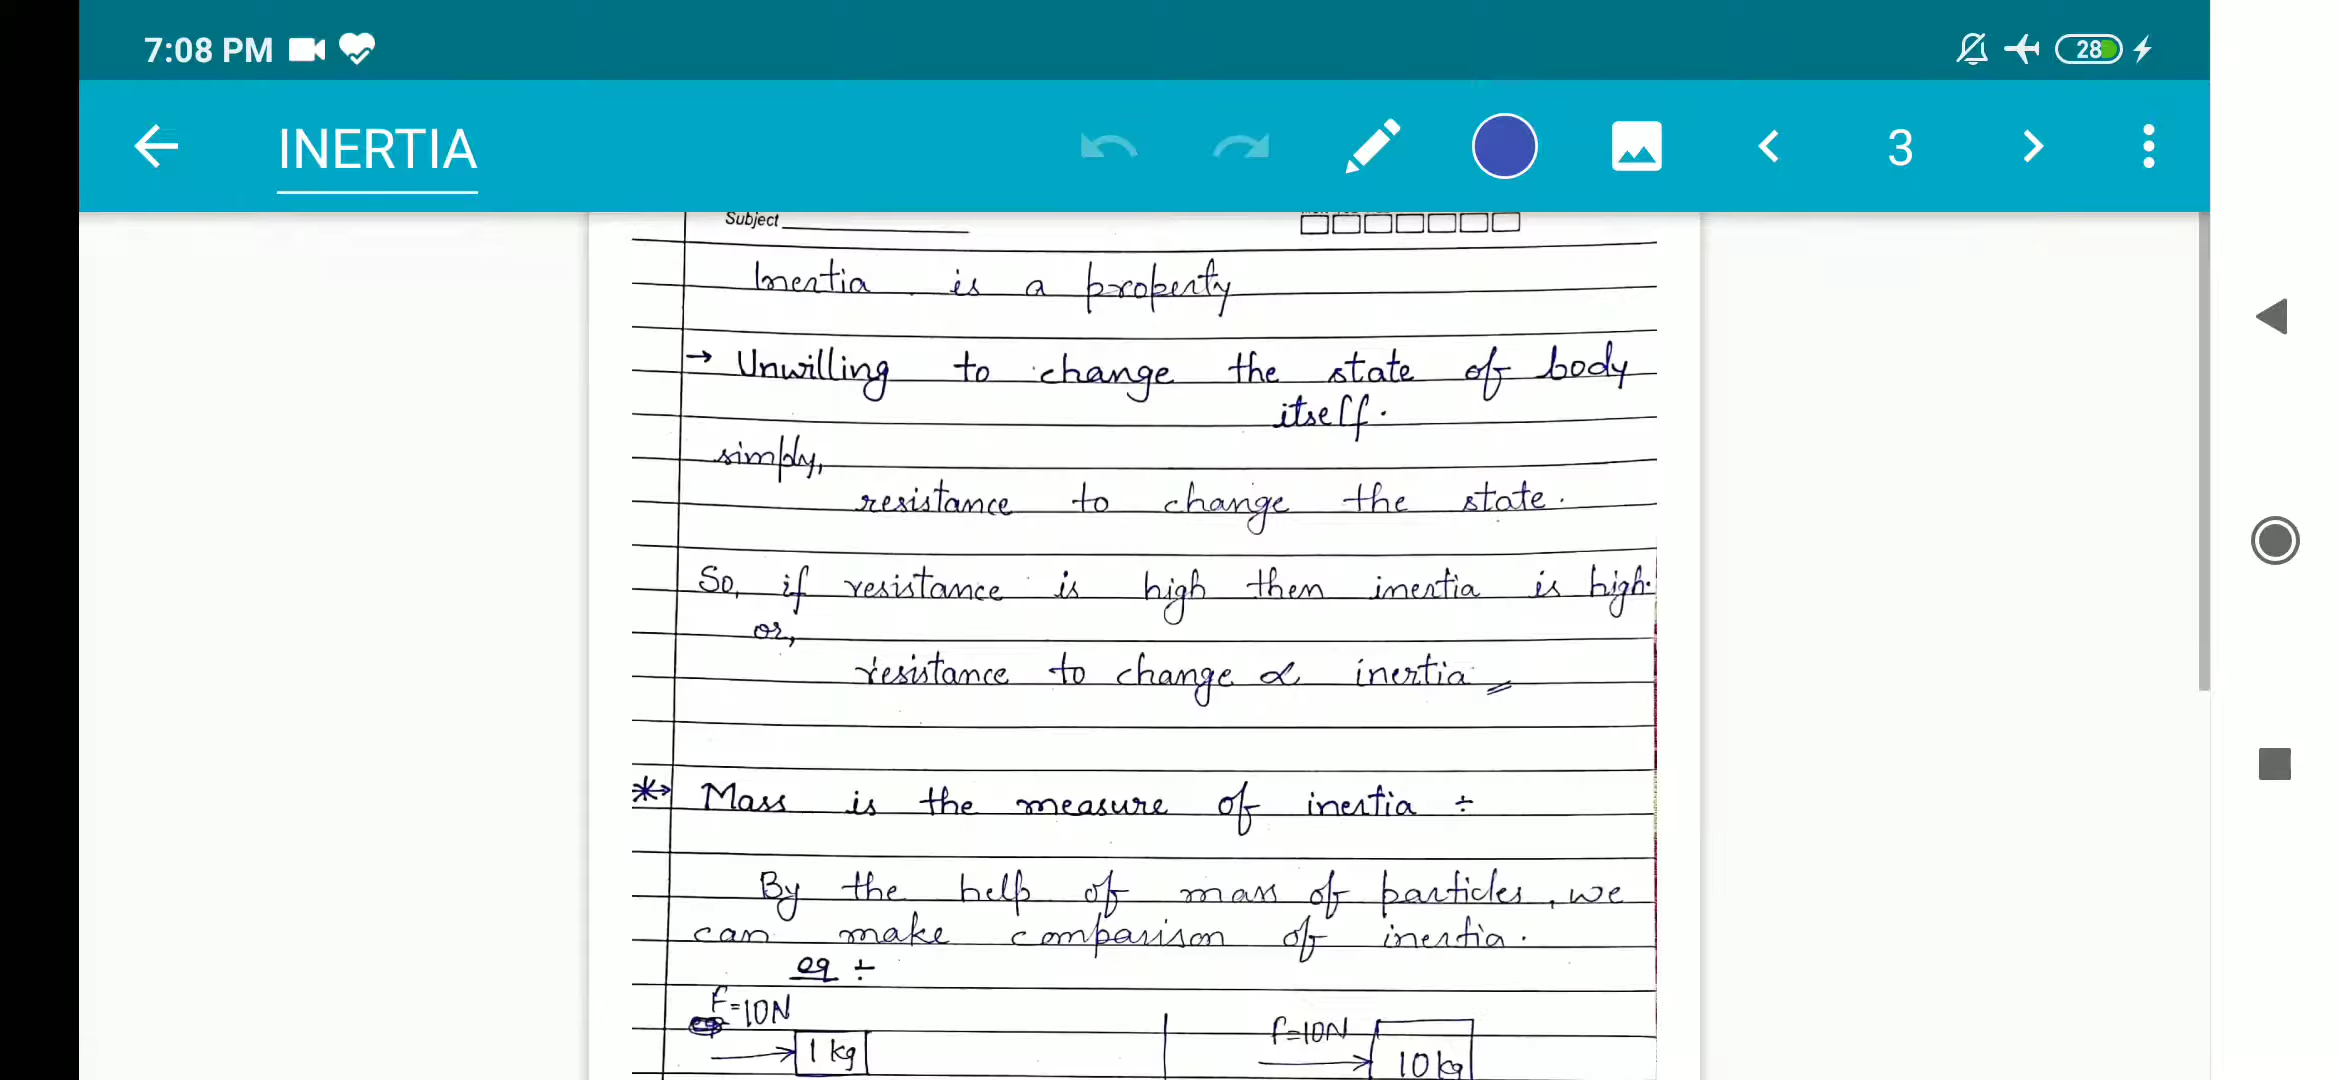 7:08 PM
28
INERTIA
3
Subject
Inertia is a property
→ Unwilling to change the state of body
itself.
simply,
resistance to change the state.
So, if resistance is high then inertia is high.
or,
resistance to change ∝ inertia
*→ Mass is the measure of inertia ÷
By the help of mass of particles, we
can make comparison of inertia.
eg ÷
F=10N
f=10N
1 kg
10 kg